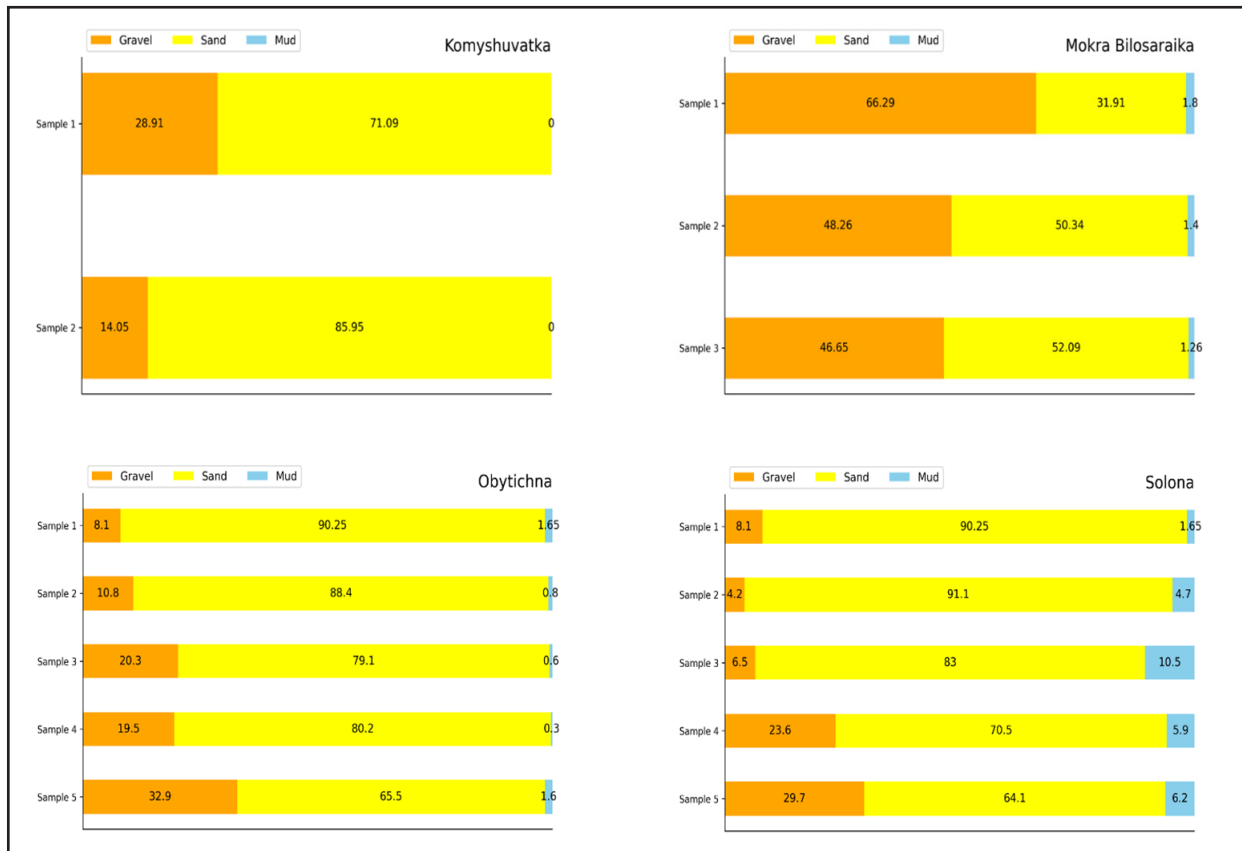 Gravel Sand Mud
Komyshuvatka
Sample 1 28.91 71.09 0
Sample 2 14.05 85.95 0
Gravel Sand Mud
Mokra Bilosaraika
Sample 1 66.29 31.91 1.8
Sample 2 48.26 50.34 1.4
Sample 3 46.65 52.09 1.26
Gravel Sand Mud
Obytichna
Sample 1 8.1 90.25 1.65
Sample 2 10.8 88.4 0.8
Sample 3 20.3 79.1 0.6
Sample 4 19.5 80.2 0.3
Sample 5 32.9 65.5 1.6
Gravel Sand Mud
Solona
Sample 1 8.1 90.25 1.65
Sample 2 4.2 91.1 4.7
Sample 3 6.5 83 10.5
Sample 4 23.6 70.5 5.9
Sample 5 29.7 64.1 6.2